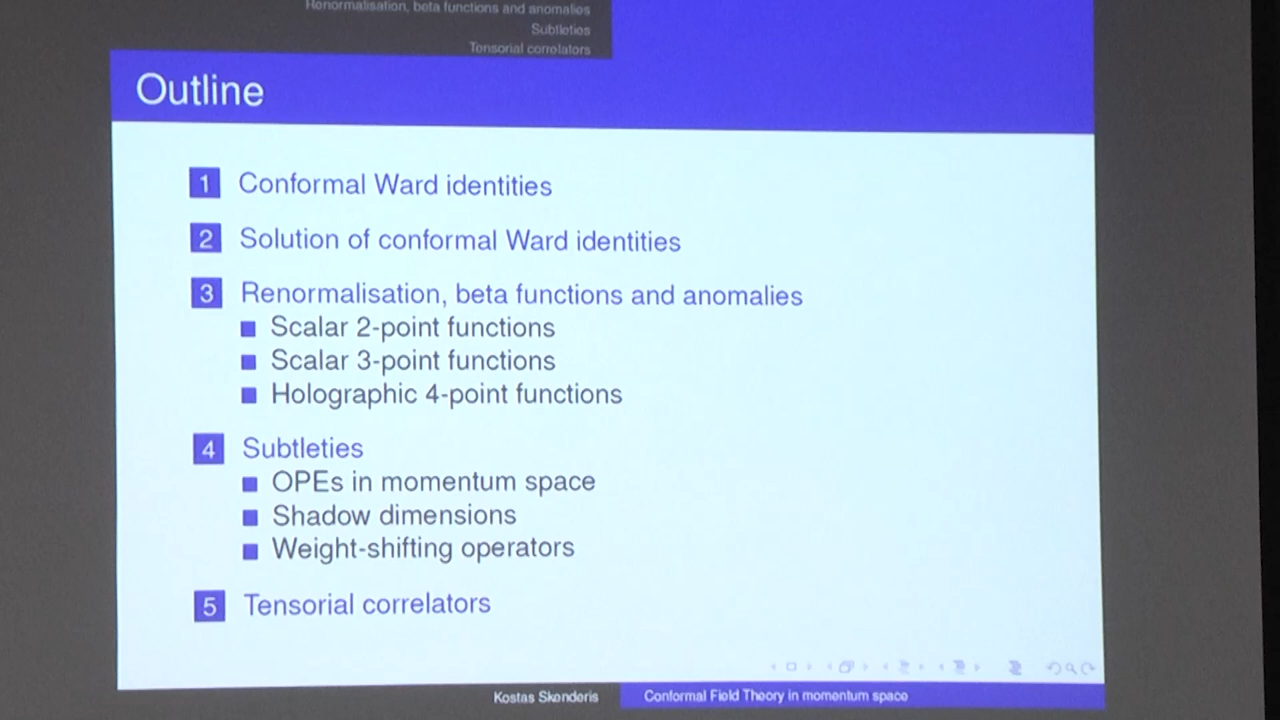 Renormalisation, beta functions and anomalies
Subtleties
Tensorial correlators
Outline
1 Conformal Ward identities
2 Solution of conformal Ward identities
3 Renormalisation, beta functions and anomalies
Scalar 2-point functions
Scalar 3-point functions
Holographic 4-point functions
4 Subtleties
OPEs in momentum space
Shadow dimensions
Weight-shifting operators
5 Tensorial correlators
Kostas Skenderis
Conformal Field Theory in momentum space